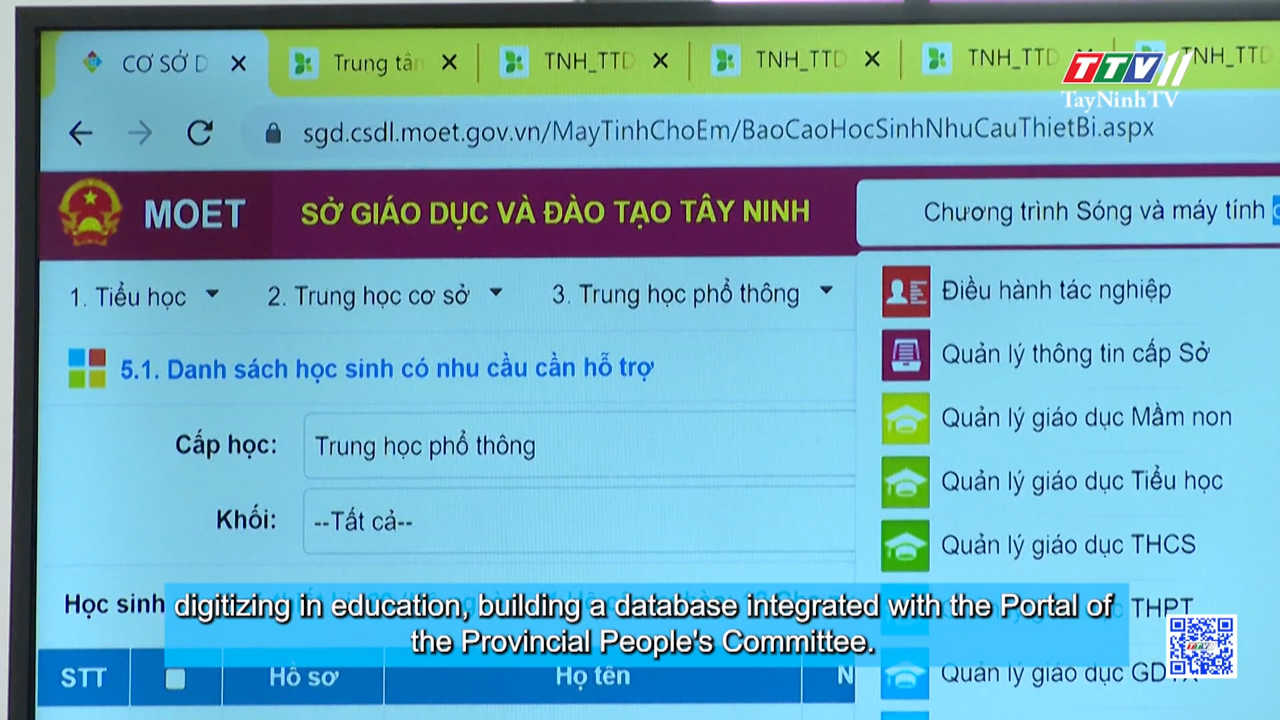 CƠ SỞ D
Trung tân
TNH_TTD
TNH_TTD
TNH_TTD
TNH_TTD
TTV11
TayNinhTV
sgd.csdl.moet.gov.vn/MayTinhChoEm/BaoCaoHocSinhNhuCauThietBi.aspx
MOET
SỞ GIÁO DỤC VÀ ĐÀO TẠO TÂY NINH
Chương trình Sóng và máy tính
1. Tiểu học
2. Trung học cơ sở
3. Trung học phổ thông
Điều hành tác nghiệp
Quản lý thông tin cấp Sở
5.1. Danh sách học sinh có nhu cầu cần hỗ trợ
Quản lý giáo dục Mầm non
Cấp học:
Trung học phổ thông
Quản lý giáo dục Tiểu học
Khối:
--Tất cả--
Quản lý giáo dục THCS
Học sinh
THPT
digitizing in education, building a database integrated with the Portal of
the Provincial People's Committee.
Quản lý giáo dục GDTX
STT
Hồ sơ
Họ tên
N